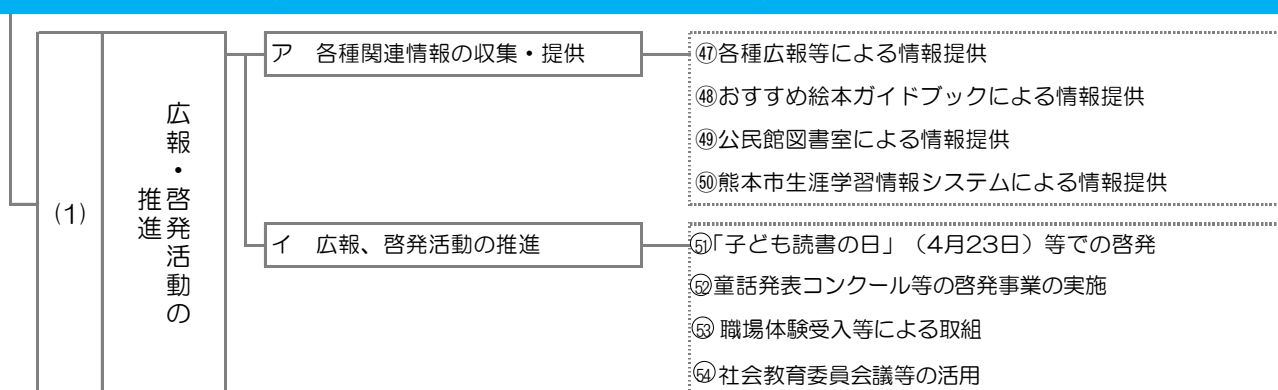 (1)
広報・啓発活動の
推進
ア　各種関連情報の収集・提供
㊼各種広報等による情報提供
㊽おすすめ絵本ガイドブックによる情報提供
㊾公民館図書室による情報提供
㊿熊本市生涯学習情報システムによる情報提供
イ　広報、啓発活動の推進
51「子ども読書の日」（4月23日）等での啓発
52童話発表コンクール等の啓発事業の実施
53 職場体験受入等による取組
54社会教育委員会議等の活用